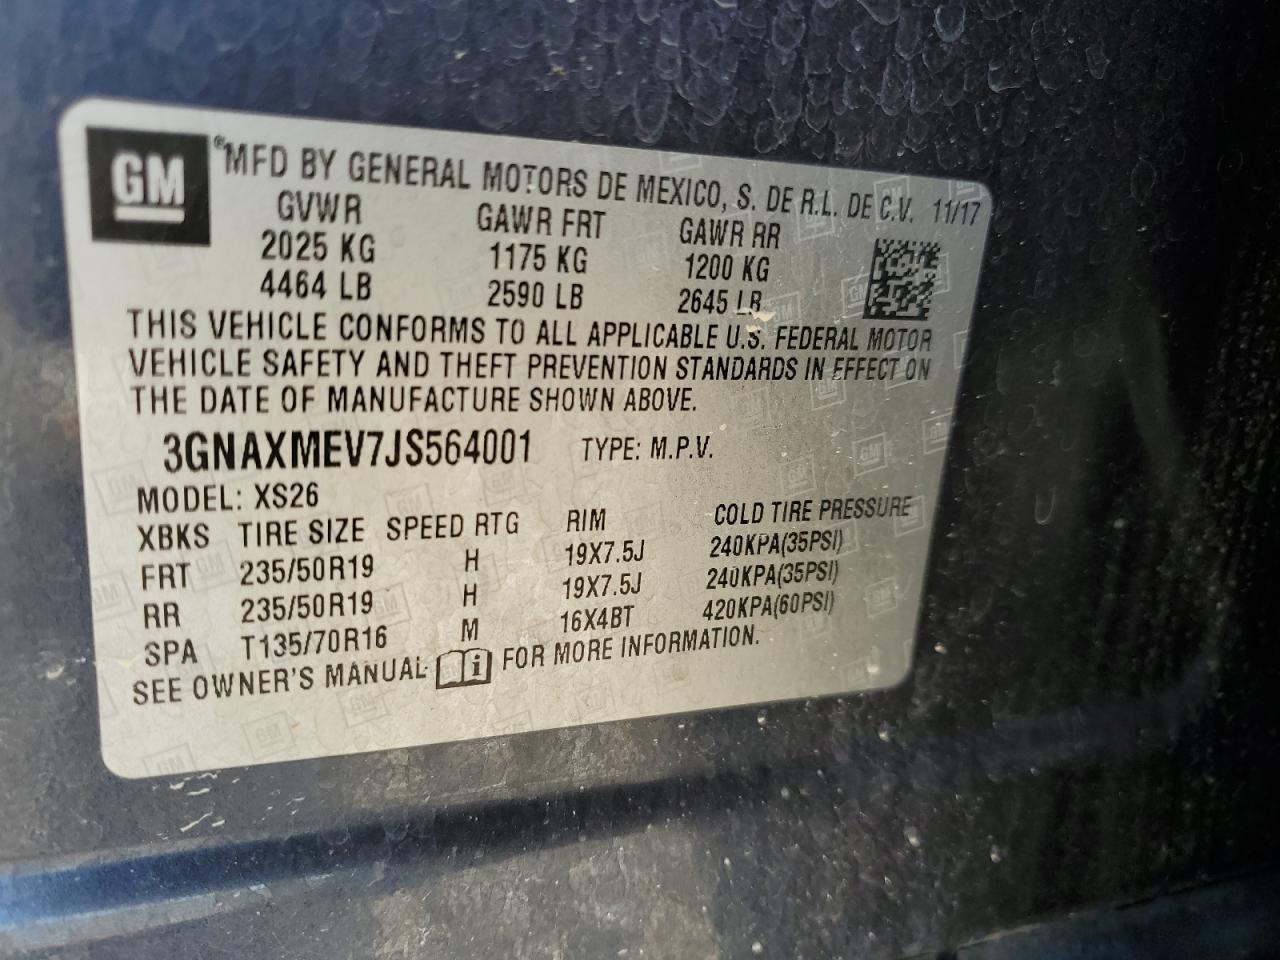 GM
®MFD BY GENERAL MOTORS DE MEXICO, S. DE R.L. DE C.V. 11/17
GVWR GAWR FRT GAWR RR
2025 KG 1175 KG 1200 KG
4464 LB 2590 LB 2645 LB
THIS VEHICLE CONFORMS TO ALL APPLICABLE U.S. FEDERAL MOTOR
VEHICLE SAFETY AND THEFT PREVENTION STANDARDS IN EFFECT ON
THE DATE OF MANUFACTURE SHOWN ABOVE.
3GNAXMEV7JS564001 TYPE: M.P.V.
MODEL: XS26
XBKS TIRE SIZE SPEED RTG RIM COLD TIRE PRESSURE
FRT 235/50R19 H 19X7.5J 240KPA(35PSI)
RR 235/50R19 H 19X7.5J 240KPA(35PSI)
SPA T135/70R16 M 16X4BT 420KPA(60PSI)
SEE OWNER'S MANUAL FOR MORE INFORMATION.